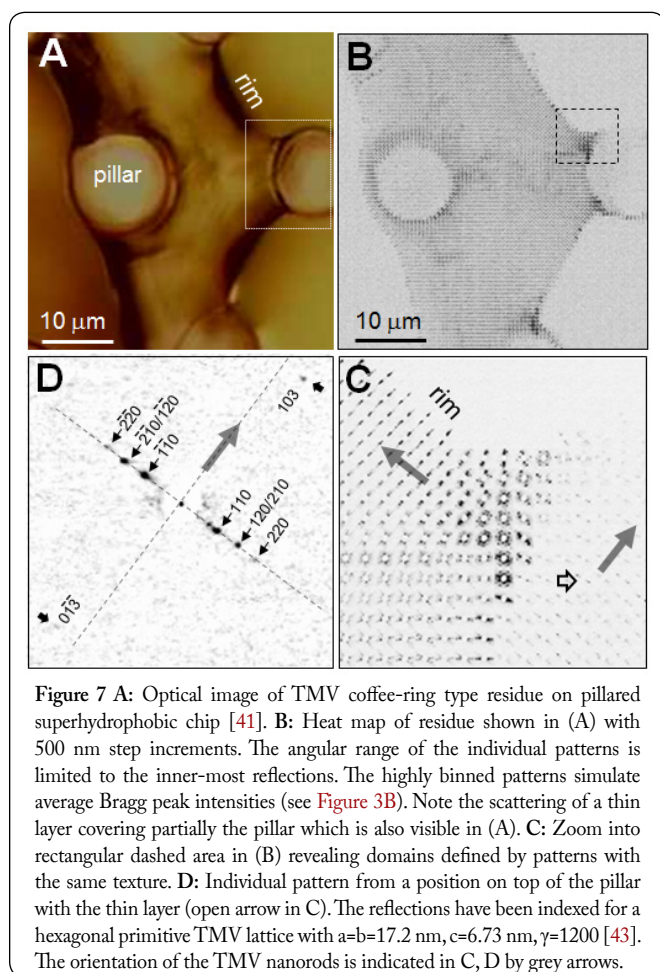 A
rim
pillar
10 μm
B
10 μm
D
2̅2̅0
2̅1̅0/1̅2̅0
1̅1̅0
103
110
120/210
220
01̅3̅
C
rim
Figure 7 A: Optical image of TMV coffee-ring type residue on pillared
superhydrophobic chip [41]. B: Heat map of residue shown in (A) with
500 nm step increments. The angular range of the individual patterns is
limited to the inner-most reflections. The highly binned patterns simulate
average Bragg peak intensities (see Figure 3B). Note the scattering of a thin
layer covering partially the pillar which is also visible in (A). C: Zoom into
rectangular dashed area in (B) revealing domains defined by patterns with
the same texture. D: Individual pattern from a position on top of the pillar
with the thin layer (open arrow in C). The reflections have been indexed for a
hexagonal primitive TMV lattice with a=b=17.2 nm, c=6.73 nm, γ=1200 [43].
The orientation of the TMV nanorods is indicated in C, D by grey arrows.